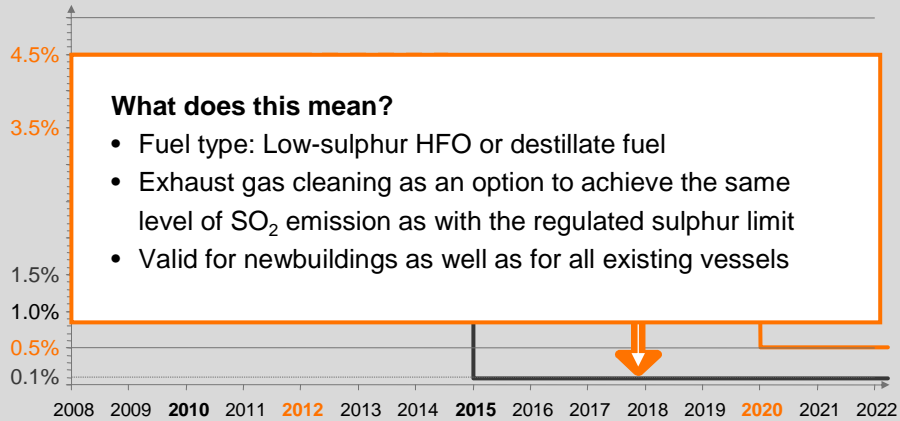 4.5%
What does this mean?
• Fuel type: Low-sulphur HFO or destillate fuel
3.5%
• Exhaust gas cleaning as an option to achieve the same
level of SO₂ emission as with the regulated sulphur limit
• Valid for newbuildings as well as for all existing vessels
1.5%
1.0%
0.5%
0.1%
2008 2009 2010 2011 2012 2013 2014 2015 2016 2017 2018 2019 2020 2021 2022